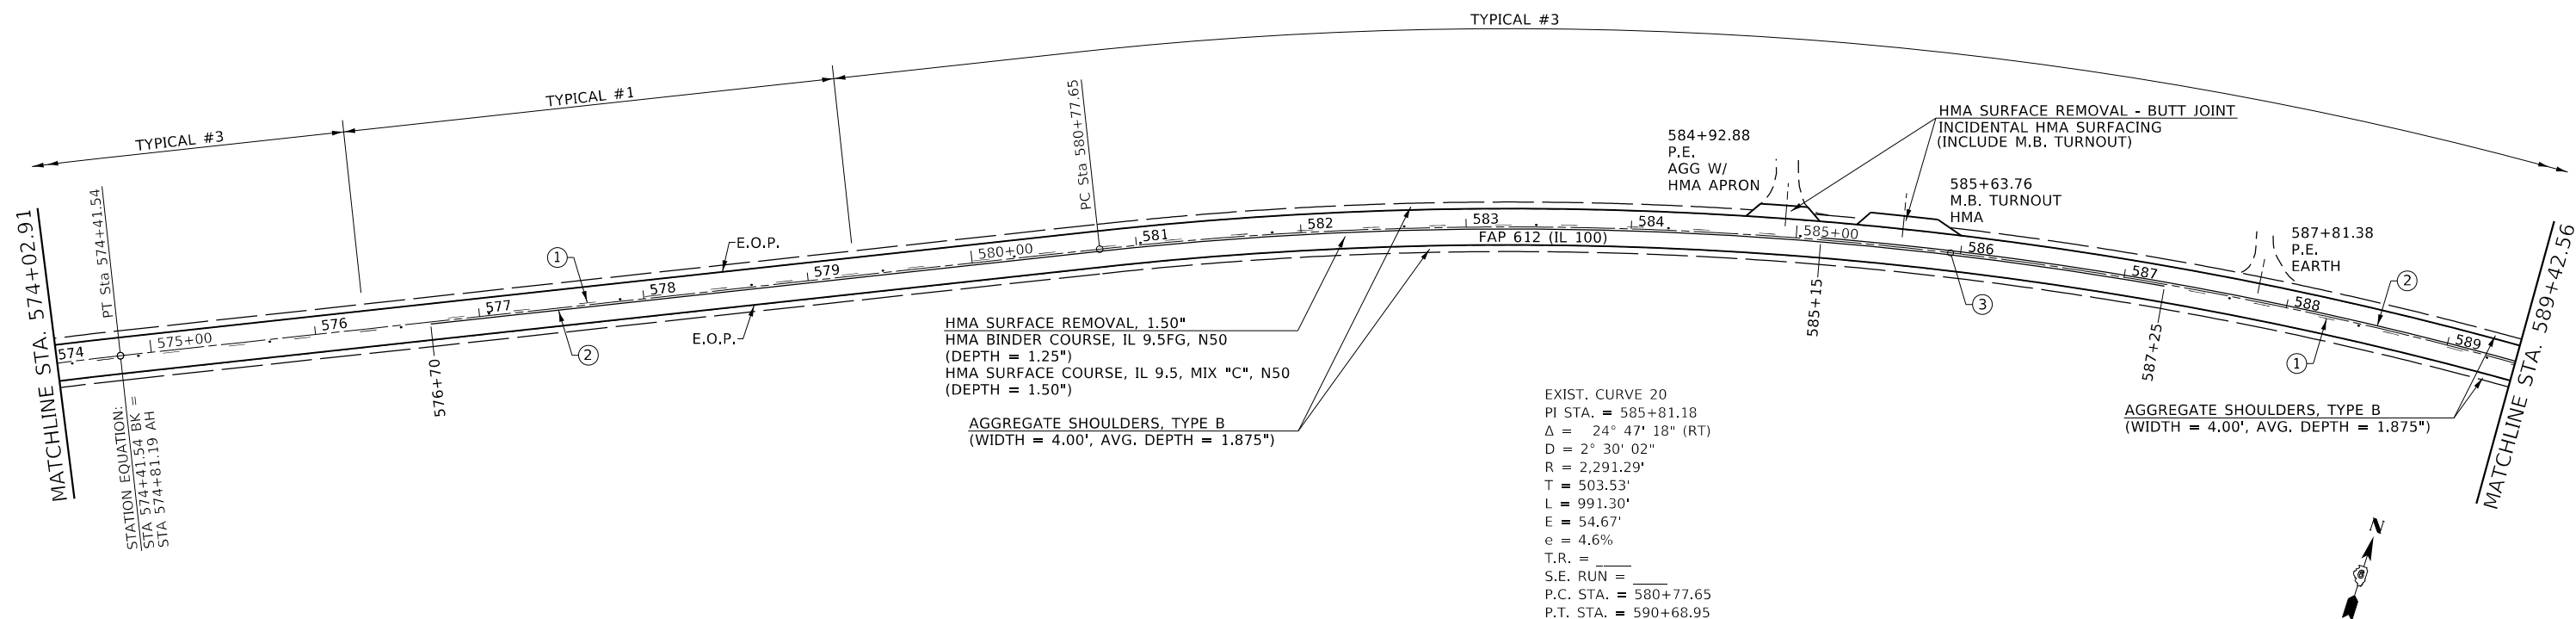 TYPICAL #3
TYPICAL #1
TYPICAL #3
MATCHLINE STA. 574+02.91
PT Sta 574+41.54
STATION EQUATION:
STA 574+41.54 BK =
STA 574+81.19 AH
574
575+00
576
577
578
579
580+00
581
582
583
584
585+00
586
587
588
589
576+70
1
2
E.O.P.
E.O.P.
PC Sta 580+77.65
FAP 612 (IL 100)
HMA SURFACE REMOVAL, 1.50"
HMA BINDER COURSE, IL 9.5FG, N50
(DEPTH = 1.25")
HMA SURFACE COURSE, IL 9.5, MIX "C", N50
(DEPTH = 1.50")
AGGREGATE SHOULDERS, TYPE B
(WIDTH = 4.00', AVG. DEPTH = 1.875")
584+92.88
P.E.
AGG W/
HMA APRON
HMA SURFACE REMOVAL - BUTT JOINT
INCIDENTAL HMA SURFACING
(INCLUDE M.B. TURNOUT)
585+63.76
M.B. TURNOUT
HMA
585+15
3
587+25
587+81.38
P.E.
EARTH
2
1
AGGREGATE SHOULDERS, TYPE B
(WIDTH = 4.00', AVG. DEPTH = 1.875")
MATCHLINE STA. 589+42.56
EXIST. CURVE 20
PI STA. = 585+81.18
Δ = 24° 47' 18" (RT)
D = 2° 30' 02"
R = 2,291.29'
T = 503.53'
L = 991.30'
E = 54.67'
e = 4.6%
T.R. = ____
S.E. RUN = ____
P.C. STA. = 580+77.65
P.T. STA. = 590+68.95
N